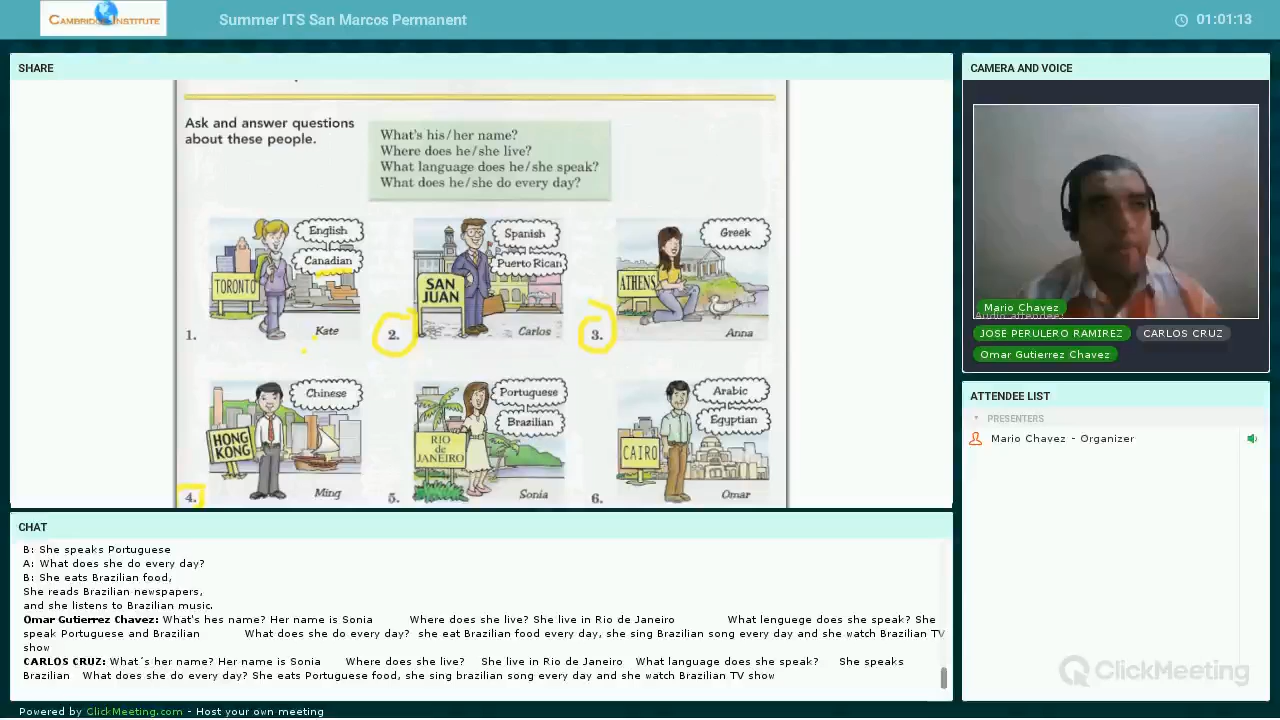 CAMBRIDGE INSTITUTE
Summer ITS San Marcos Permanent
01:01:13
SHARE
Ask and answer questions
about these people.
What's his/her name?
Where does he/she live?
What language does he/she speak?
What does he/she do every day?
English
Canadian
TORONTO
1.
Kate
Spanish
Puerto Rican
SAN
JUAN
2.
Carlos
Greek
ATHENS
3.
Anna
Chinese
HONG
KONG
4.
Ming
Portuguese
Brazilian
RIO
de
JANEIRO
5.
Sonia
Arabic
Egyptian
CAIRO
6.
Omar
CHAT
B: She speaks Portuguese
A: What does she do every day?
B: She eats Brazilian food,
She reads Brazilian newspapers,
and she listens to Brazilian music.
Omar Gutierrez Chavez: What's hes name? Her name is Sonia Where does she live? She live in Rio de Janeiro What lenguege does she speak? She
speak Portuguese and Brazilian What does she do every day? she eat Brazilian food every day, she sing Brazilian song every day and she watch Brazilian TV
show
CARLOS CRUZ: What´s her name? Her name is Sonia Where does she live? She live in Rio de Janeiro What language does she speak? She speaks
Brazilian What does she do every day? She eats Portuguese food, she sing brazilian song every day and she watch Brazilian TV show
CAMERA AND VOICE
Mario Chavez
Audio attendee:
JOSE PERULERO RAMIREZ CARLOS CRUZ
Omar Gutierrez Chavez
ATTENDEE LIST
PRESENTERS
Mario Chavez - Organizer
ClickMeeting
Powered by ClickMeeting.com - Host your own meeting